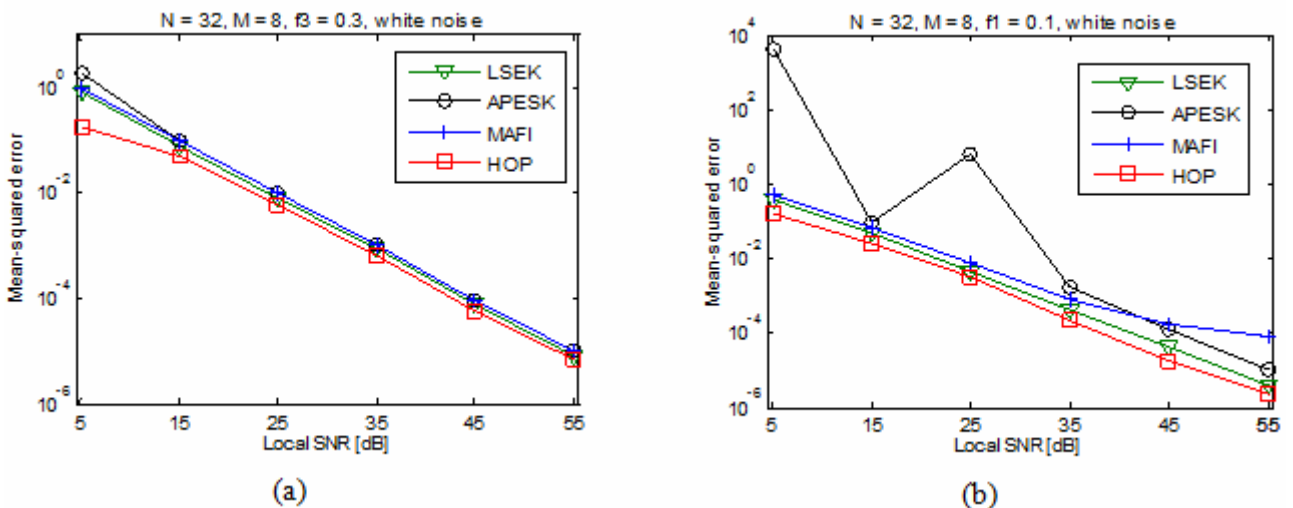 N = 32, M = 8, f3 = 0.3, white noise
Mean-squared error
10^0
10^-2
10^-4
10^-6
5 15 25 35 45 55
Local SNR [dB]
LSEK
APESK
MAFI
HOP
(a)
N = 32, M = 8, f1 = 0.1, white noise
Mean-squared error
10^4
10^2
10^0
10^-2
10^-4
10^-6
5 15 25 35 45 55
Local SNR [dB]
LSEK
APESK
MAFI
HOP
(b)